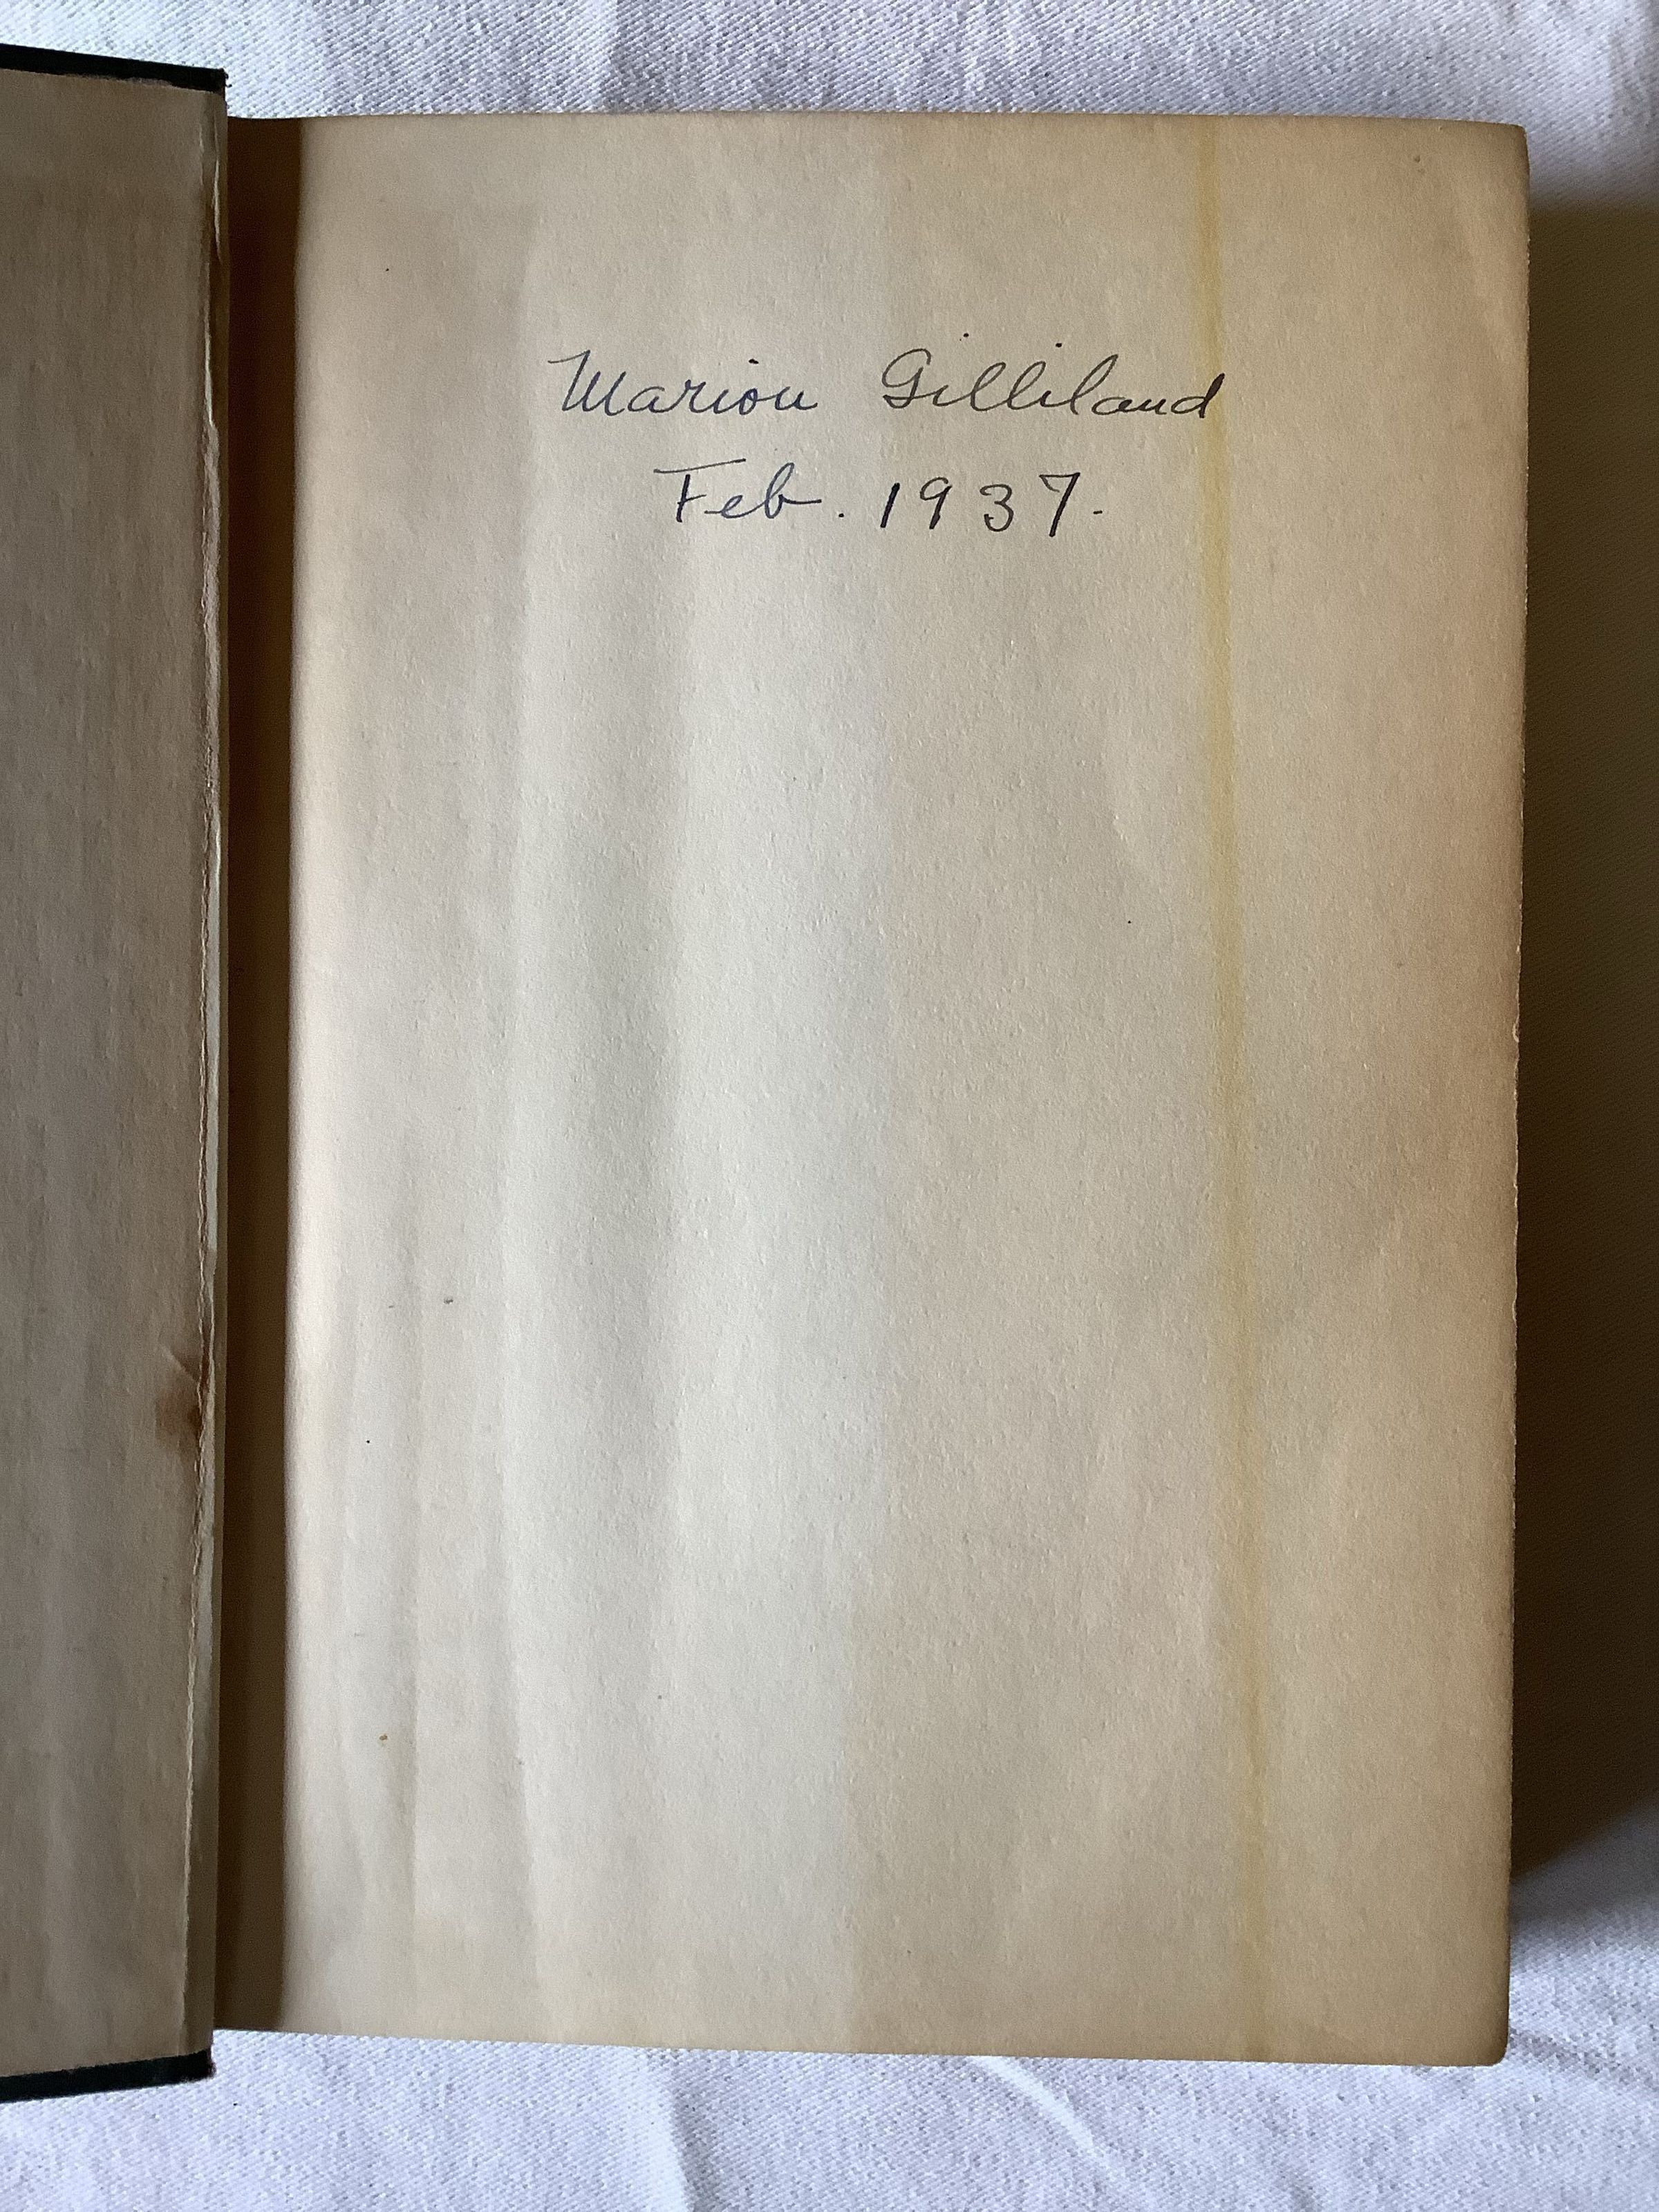 Marion Gilliland
Feb. 1937.